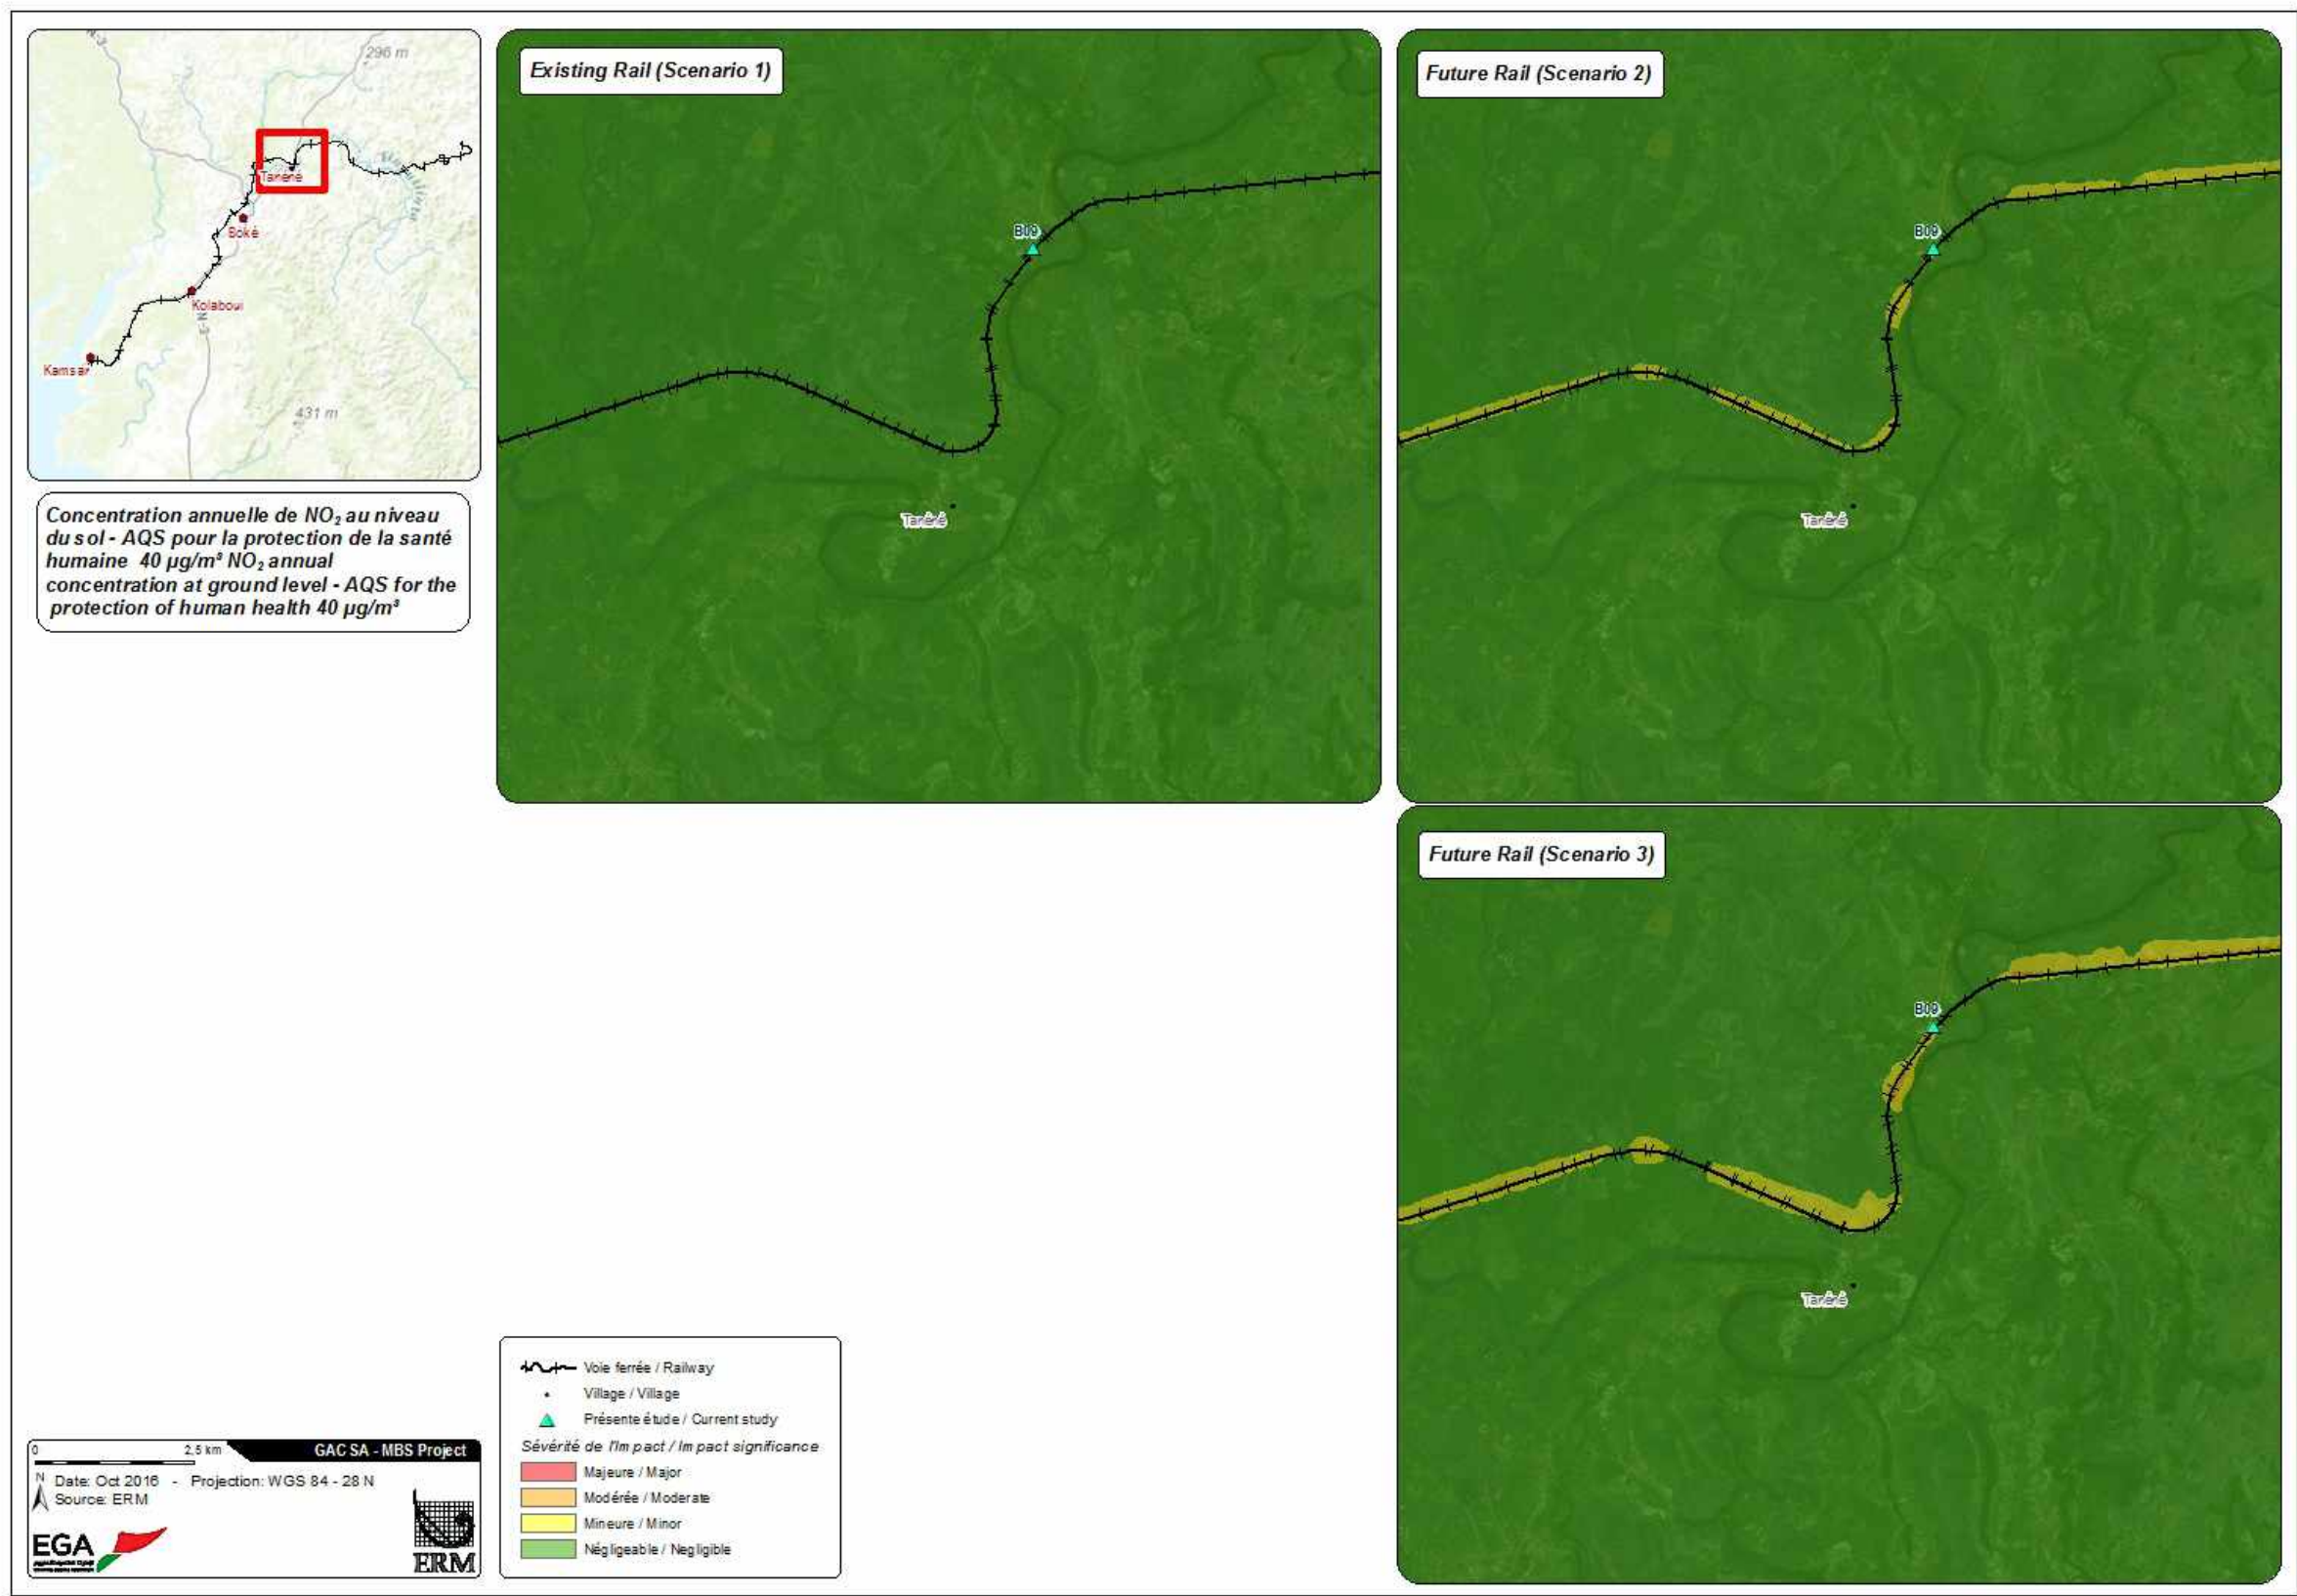 N-3
296 m
Tanéné
Boké
Kolaboui
N-3
Kamsar
431 m
Concentration annuelle de NO₂ au niveau
du sol - AQS pour la protection de la santé
humaine 40 µg/m³ NO₂ annual
concentration at ground level - AQS for the
protection of human health 40 µg/m³
Existing Rail (Scenario 1)
B09
Tanéné
Future Rail (Scenario 2)
B09
Tanéné
Future Rail (Scenario 3)
B09
Tanéné
Voie ferrée / Railway
Village / Village
Présente étude / Current study
Sévérité de l'Impact / Impact significance
Majeure / Major
Modérée / Moderate
Mineure / Minor
Négligeable / Negligible
0 2,5 km
GAC SA - MBS Project
N
Date: Oct 2016 - Projection: WGS 84 - 28 N
Source: ERM
EGA
ERM